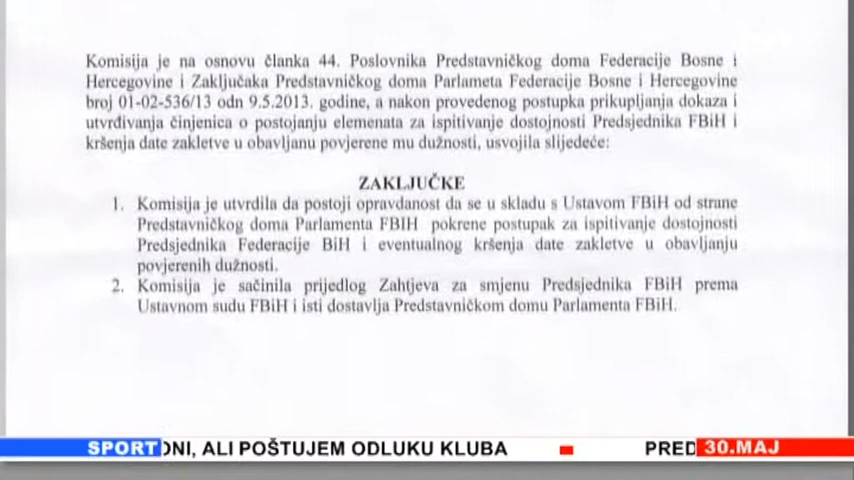 Komisija je na osnovu članka 44. Poslovnika Predstavničkog doma Federacije Bosne i
Hercegovine i Zaključaka Predstavničkog doma Parlameta Federacije Bosne i Hercegovine
broj 01-02-536/13 odn 9.5.2013. godine, a nakon provedenog postupka prikupljanja dokaza i
utvrđivanja činjenica o postojanju elemenata za ispitivanje dostojnosti Predsjednika FBiH i
kršenja date zakletve u obavljanu povjerene mu dužnosti, usvojila slijedeće:
ZAKLJUČKE
1. Komisija je utvrdila da postoji opravdanost da se u skladu s Ustavom FBiH od strane
Predstavničkog doma Parlamenta FBIH pokrene postupak za ispitivanje dostojnosti
Predsjednika Federacije BiH i eventualnog kršenja date zakletve u obavljanju
povjerenih dužnosti.
2. Komisija je sačinila prijedlog Zahtjeva za smjenu Predsjednika FBiH prema
Ustavnom sudu FBiH i isti dostavlja Predstavničkom domu Parlamenta FBiH.
SPORT ONI, ALI POŠTUJEM ODLUKU KLUBA PRED 30.MAJ